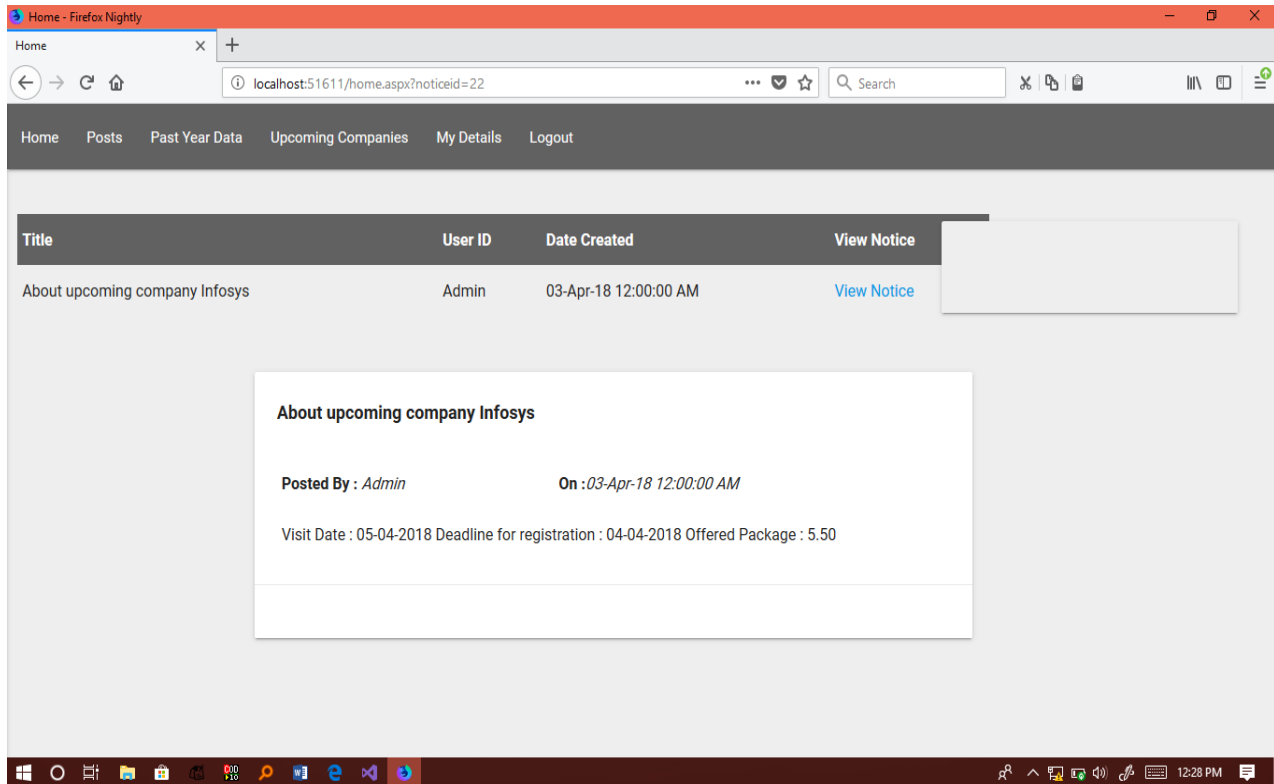 Home - Firefox Nightly
Home
localhost:51611/home.aspx?noticeid=22
Search
Home Posts Past Year Data Upcoming Companies My Details Logout
Title User ID Date Created View Notice
About upcoming company Infosys Admin 03-Apr-18 12:00:00 AM View Notice
About upcoming company Infosys
Posted By : Admin On :03-Apr-18 12:00:00 AM
Visit Date : 05-04-2018 Deadline for registration : 04-04-2018 Offered Package : 5.50
12:28 PM